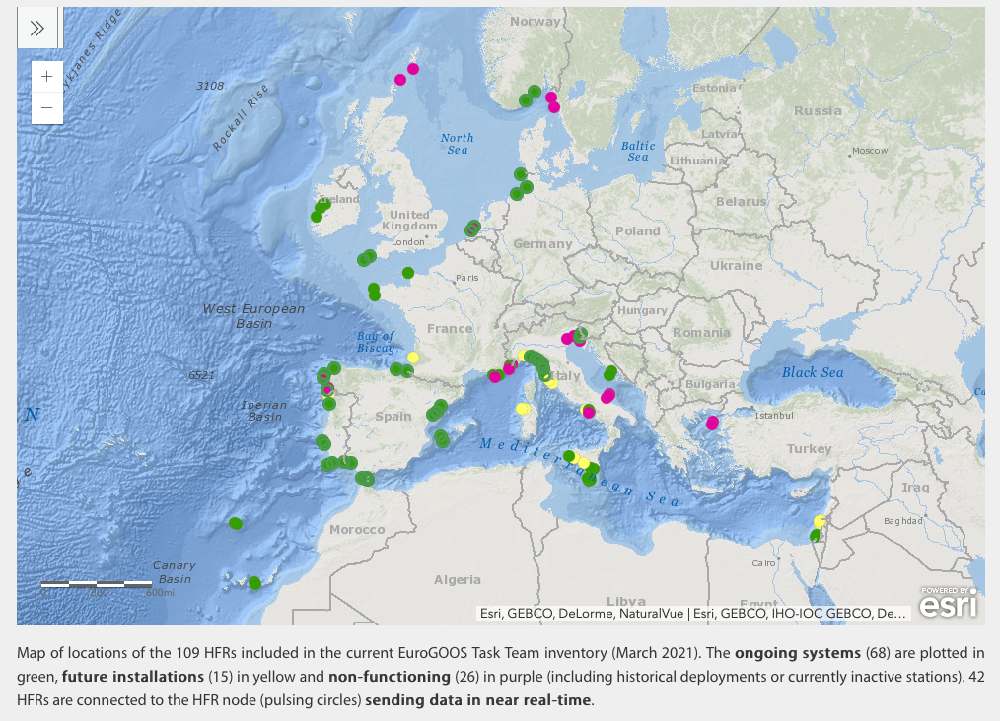 »
+
−
ykjanes Ridge
Norway
3108
Rockall Rise
Estonia
Russia
North
Sea
Baltic
Sea
Latvia
Moscow
Lithuania
Ireland
United
Kingdom
London
Belarus
Poland
Germany
Ukraine
Paris
West European
Basin
Hungary
France
Romania
Bay of
Biscay
6521
Italy
Black Sea
Bulgaria
Iberian
Basin
N
Spain
Istanbul
Mediterranean Sea
Turkey
Iraq
Baghdad
Morocco
Canary
Basin
Cairo
Algeria
600mi
Libya
Egypt
Esri, GEBCO, DeLorme, NaturalVue | Esri, GEBCO, IHO-IOC GEBCO, De…
POWERED BY
esri
Map of locations of the 109 HFRs included in the current EuroGOOS Task Team inventory (March 2021). The ongoing systems (68) are plotted in
green, future installations (15) in yellow and non-functioning (26) in purple (including historical deployments or currently inactive stations). 42
HFRs are connected to the HFR node (pulsing circles) sending data in near real-time.